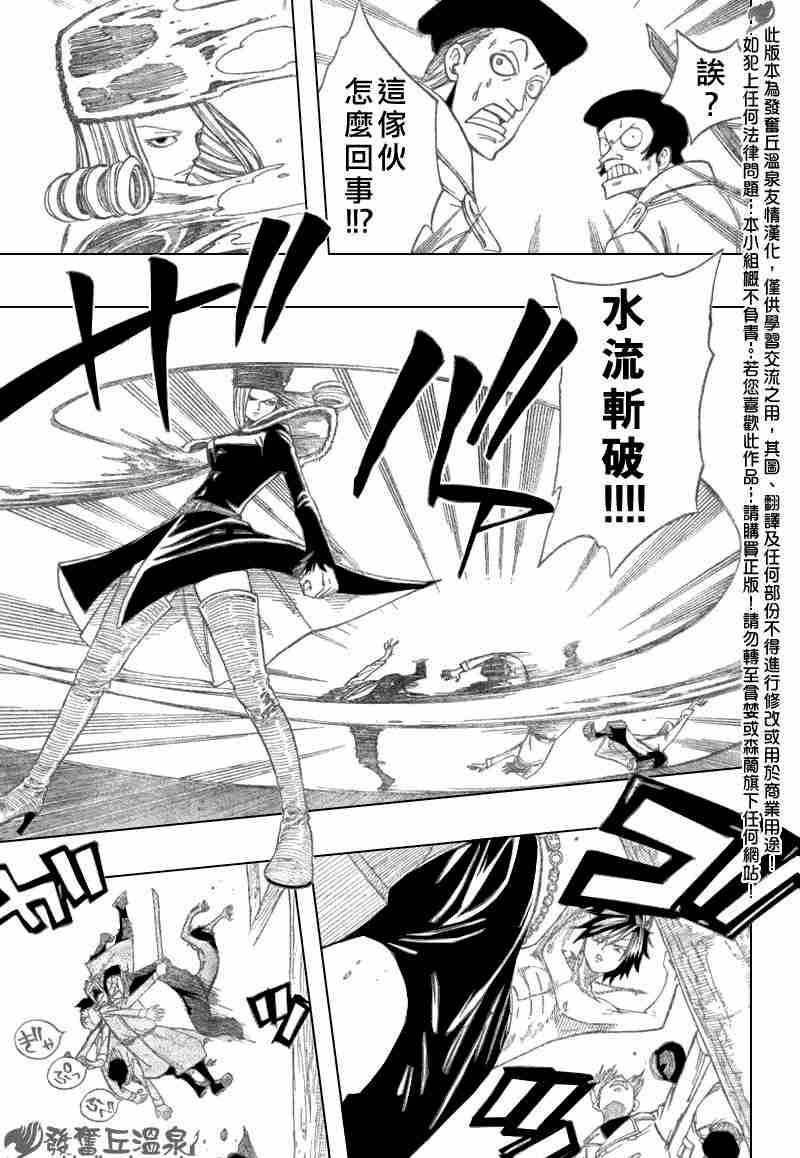 誒?
這傢伙
怎麼回事
!!?
水流斬破!!!!
此版本為發奮丘溫泉友情漢化，僅供學習交流之用，其圖、翻譯及任何部份不得進行修改或用於商業用途！
如犯上任何法律問題…本小組概不負責。若您喜歡此作品…請購買正版！請勿轉至貪婪或森蘭旗下任何網站！
ぎゃ
發奮丘溫泉